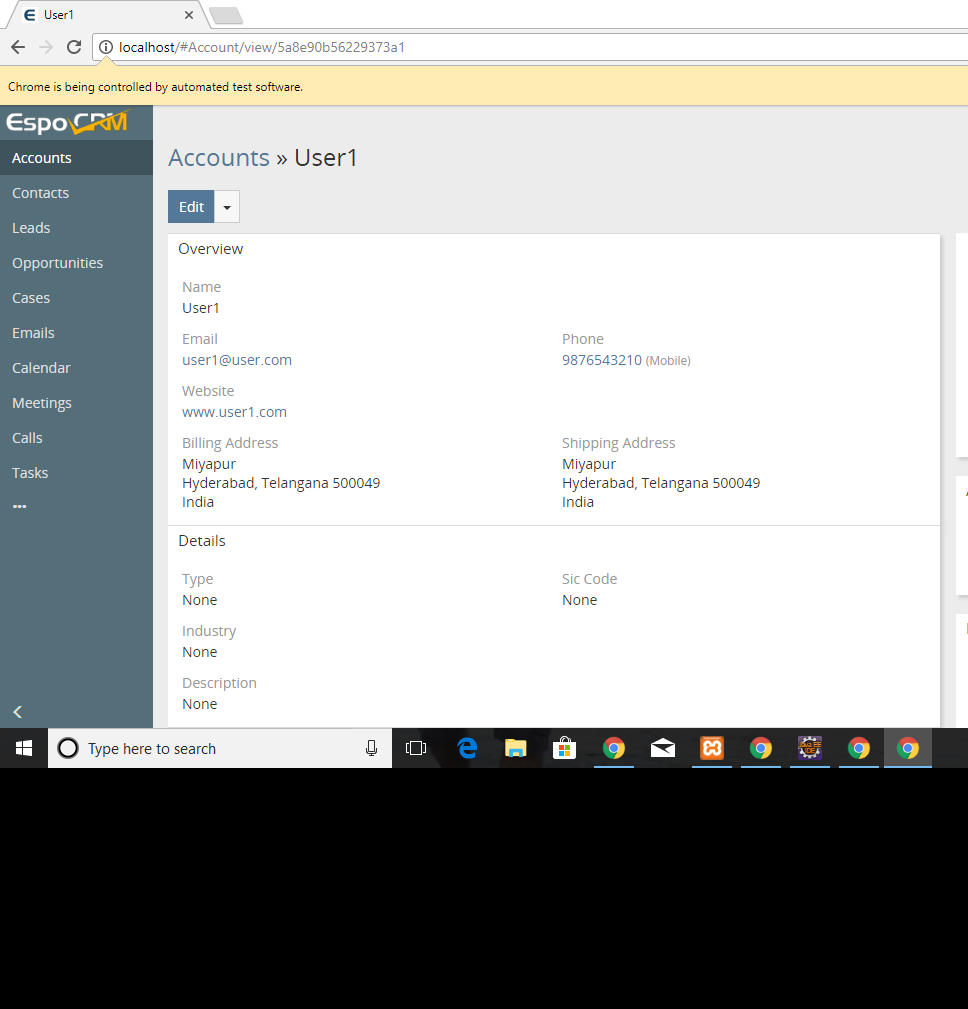 User1
localhost/#Account/view/5a8e90b56229373a1
Chrome is being controlled by automated test software.
EspoCRM
Accounts
Contacts
Leads
Opportunities
Cases
Emails
Calendar
Meetings
Calls
Tasks
Accounts » User1
Edit
Overview
Name
User1
Email
user1@user.com
Phone
9876543210 (Mobile)
Website
www.user1.com
Billing Address
Miyapur
Hyderabad, Telangana 500049
India
Shipping Address
Miyapur
Hyderabad, Telangana 500049
India
Details
Type
None
Sic Code
None
Industry
None
Description
None
Type here to search